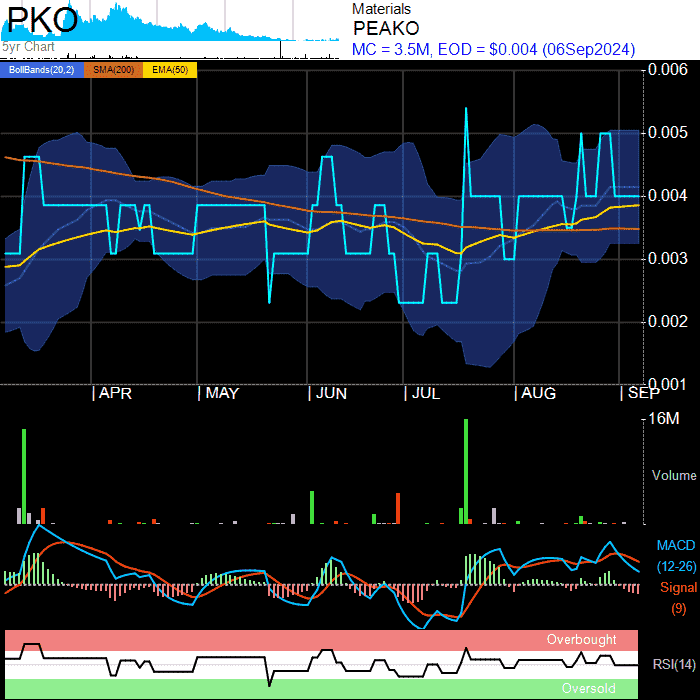 PKO
5yr Chart
Materials
PEAKO
MC = 3.5M, EOD = $0.004 (06Sep2024)
BollBands(20,2) SMA(200) EMA(50)
0.006
0.005
0.004
0.003
0.002
0.001
APR MAY JUN JUL AUG SEP
16M
Volume
MACD
(12-26)
Signal
(9)
Overbought
RSI(14)
Oversold